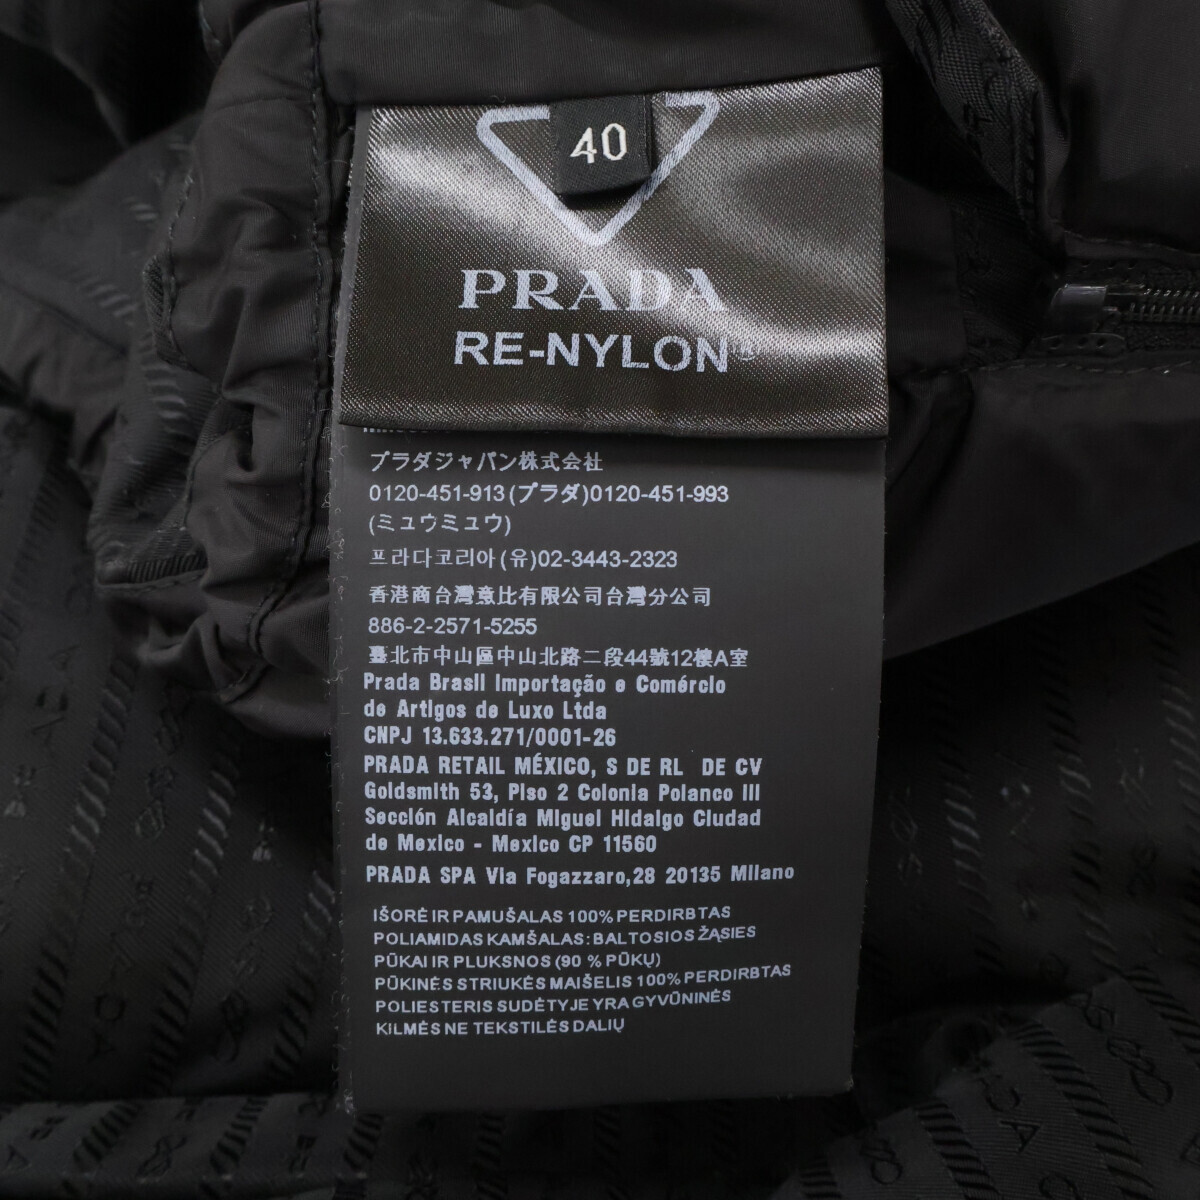 40
PRADA
RE-NYLON®
プラダジャパン株式会社
0120-451-913(プラダ)0120-451-993
(ミュウミュウ)
프라다코리아(유)02-3443-2323
香港商台灣意比有限公司台灣分公司
886-2-2571-5255
臺北市中山區中山北路二段44號12樓A室
Prada Brasil Importação e Comércio
de Artigos de Luxo Ltda
CNPJ 13.633.271/0001-26
PRADA RETAIL MÉXICO, S DE RL DE CV
Goldsmith 53, Piso 2 Colonia Polanco III
Sección Alcaldía Miguel Hidalgo Ciudad
de Mexico - Mexico CP 11560
PRADA SPA Via Fogazzaro,28 20135 Milano
IŠORĖ IR PAMUŠALAS 100% PERDIRBTAS
POLIAMIDAS KAMŠALAS: BALTOSIOS ŽĄSIES
PŪKAI IR PLUKSNOS (90 % PŪKŲ)
PŪKINĖS STRIUKĖS MAIŠELIS 100% PERDIRBTAS
POLIESTERIS SUDĖTYJE YRA GYVŪNINĖS
KILMĖS NE TEKSTILĖS DALIŲ